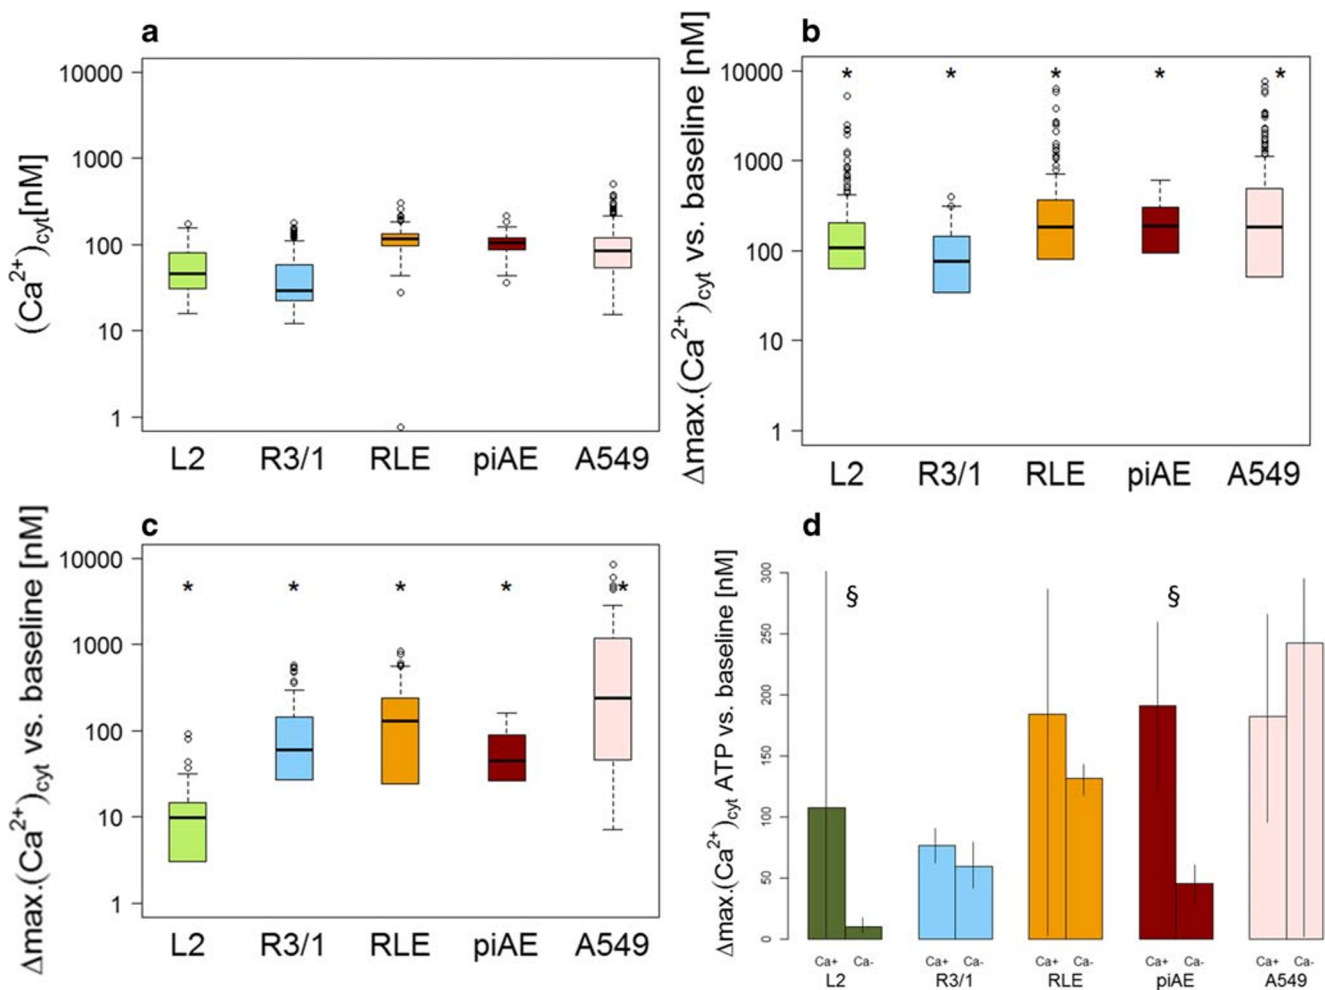 a
(Ca2+)cyt[nM]
10000
1000
100
10
1
L2 R3/1 RLE piAE A549
b
Δmax.(Ca2+)cyt vs. baseline [nM]
10000
1000
100
10
1
* * * * *
L2 R3/1 RLE piAE A549
c
Δmax.(Ca2+)cyt vs. baseline [nM]
10000
1000
100
10
1
* * * * *
L2 R3/1 RLE piAE A549
d
Δmax.(Ca2+)cyt ATP vs. baseline [nM]
300
250
200
150
100
50
0
§ §
Ca+ Ca- Ca+ Ca- Ca+ Ca- Ca+ Ca- Ca+ Ca-
L2 R3/1 RLE piAE A549